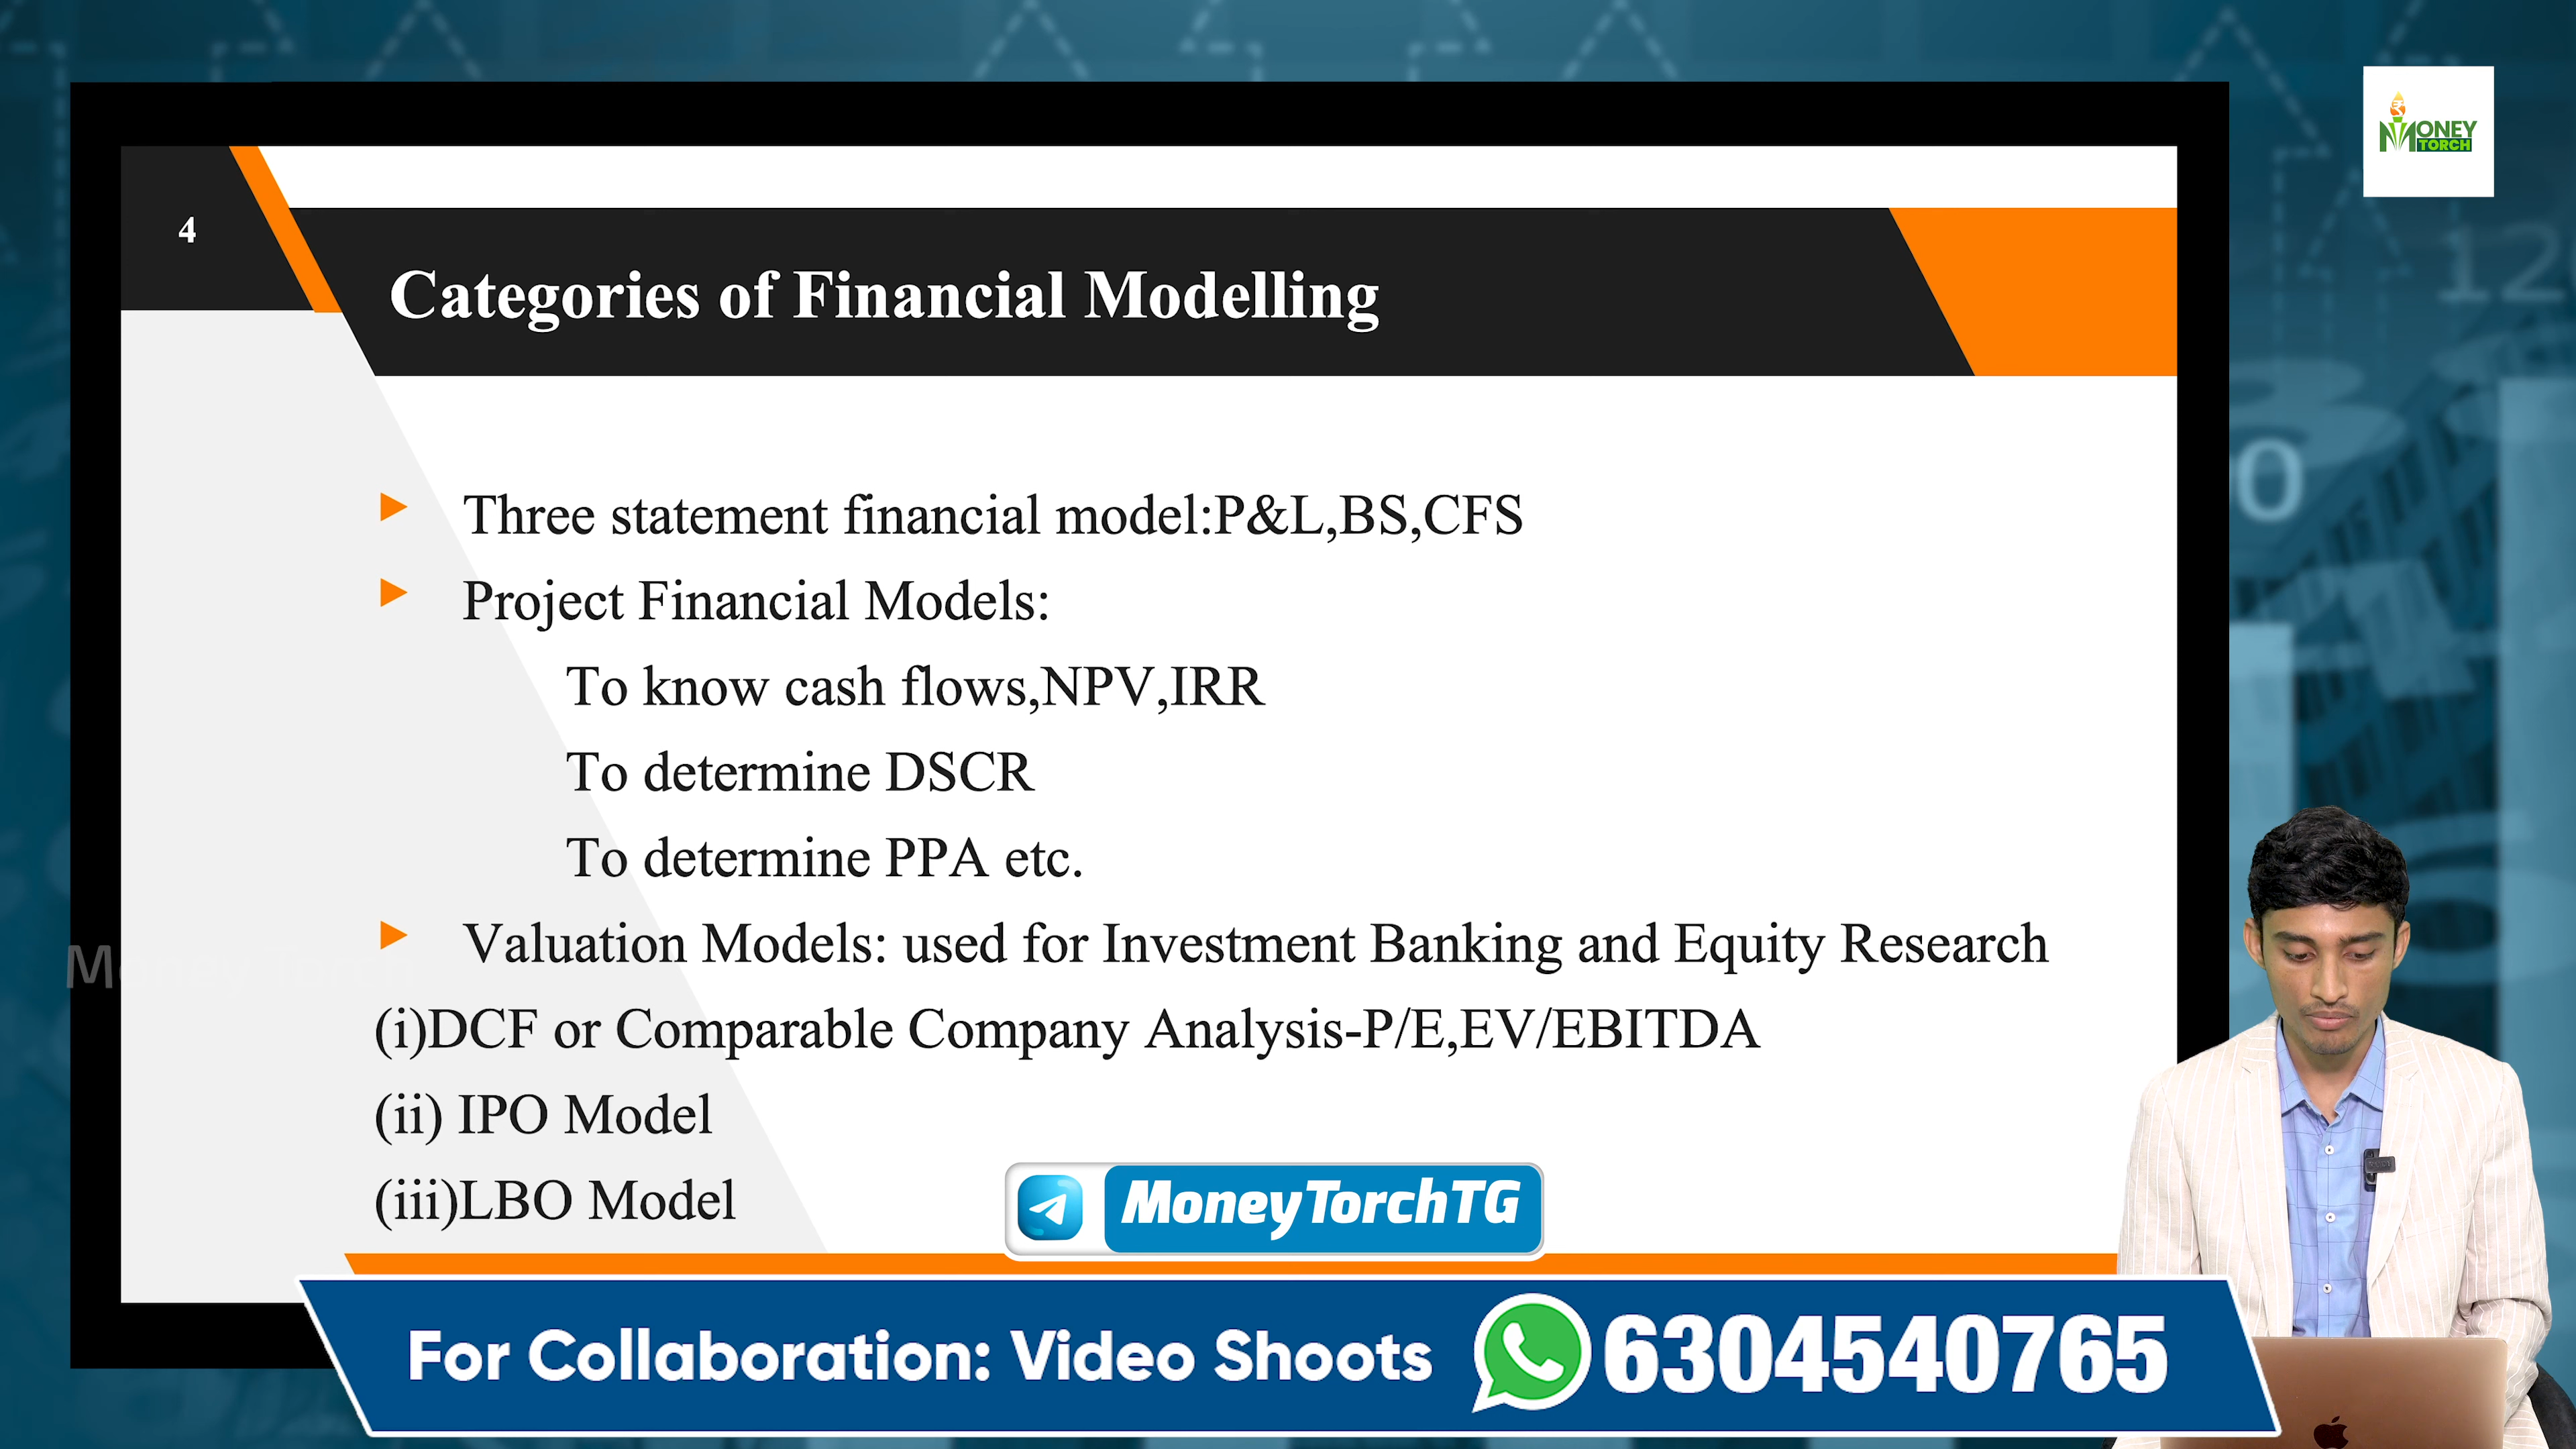 4
Categories of Financial Modelling
Three statement financial model:P&L,BS,CFS
Project Financial Models:
To know cash flows,NPV,IRR
To determine DSCR
To determine PPA etc.
Valuation Models: used for Investment Banking and Equity Research
(i)DCF or Comparable Company Analysis-P/E,EV/EBITDA
(ii) IPO Model
(iii)LBO Model
MONEY
TORCH
Money Torch
MoneyTorchTG
For Collaboration: Video Shoots 6304540765